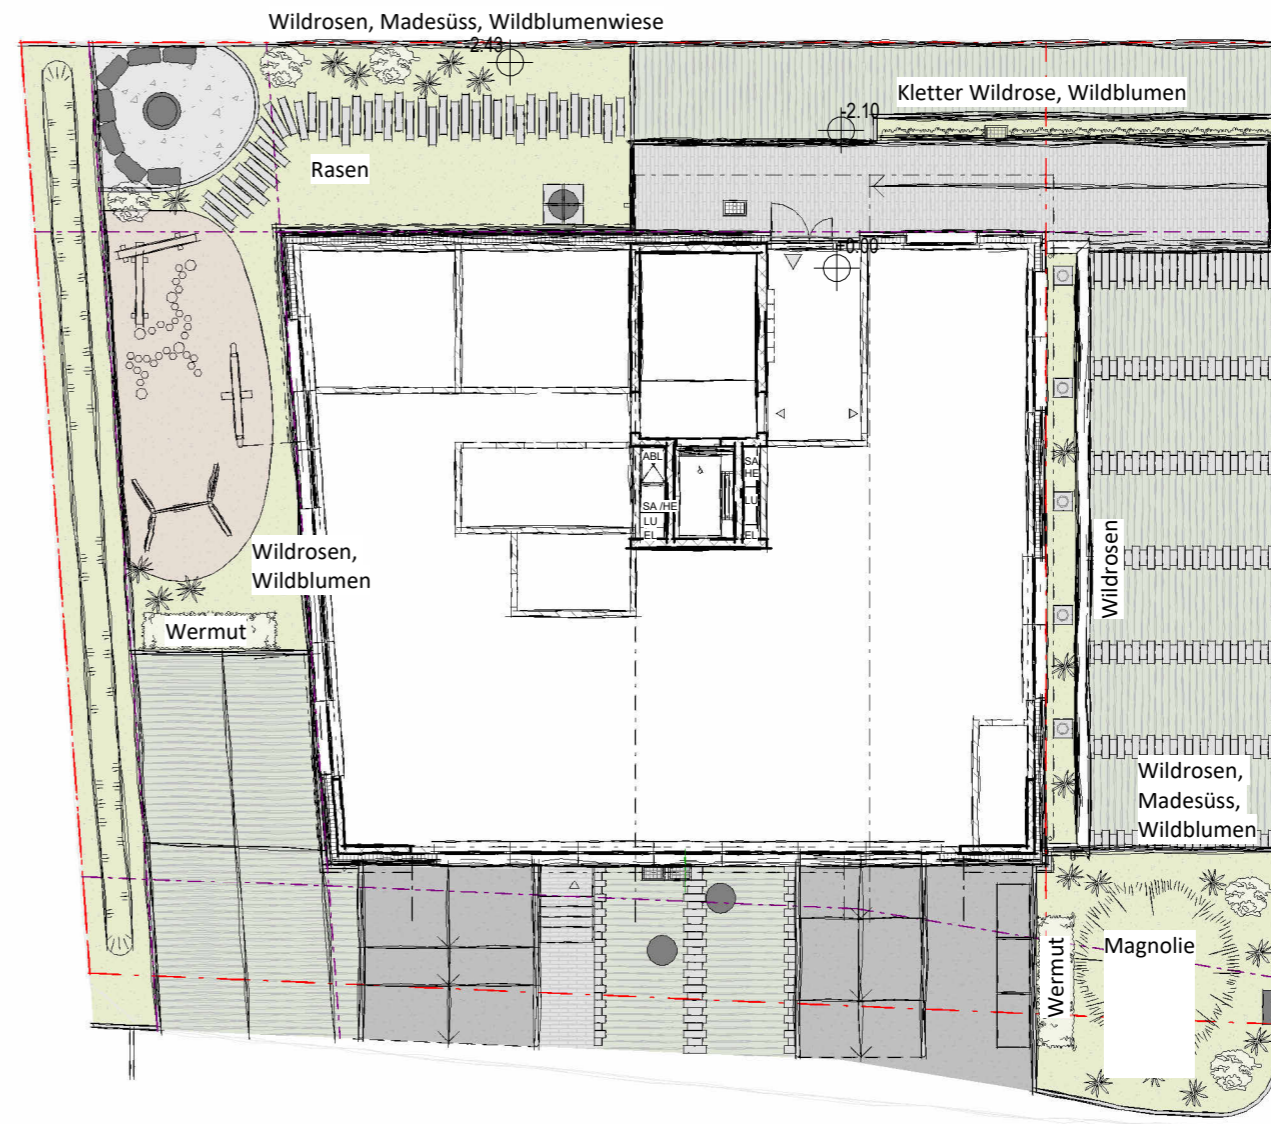 Wildrosen, Madesüss, Wildblumenwiese
-2.43
Kletter Wildrose, Wildblumen
-2.10
Rasen
±0.00
ABL
SA /HE
LU
EL
SA
HE
LU
EL
Wildrosen,
Wildblumen
Wermut
Wildrosen
Wildrosen,
Madesüss,
Wildblumen
Wermut
Magnolie